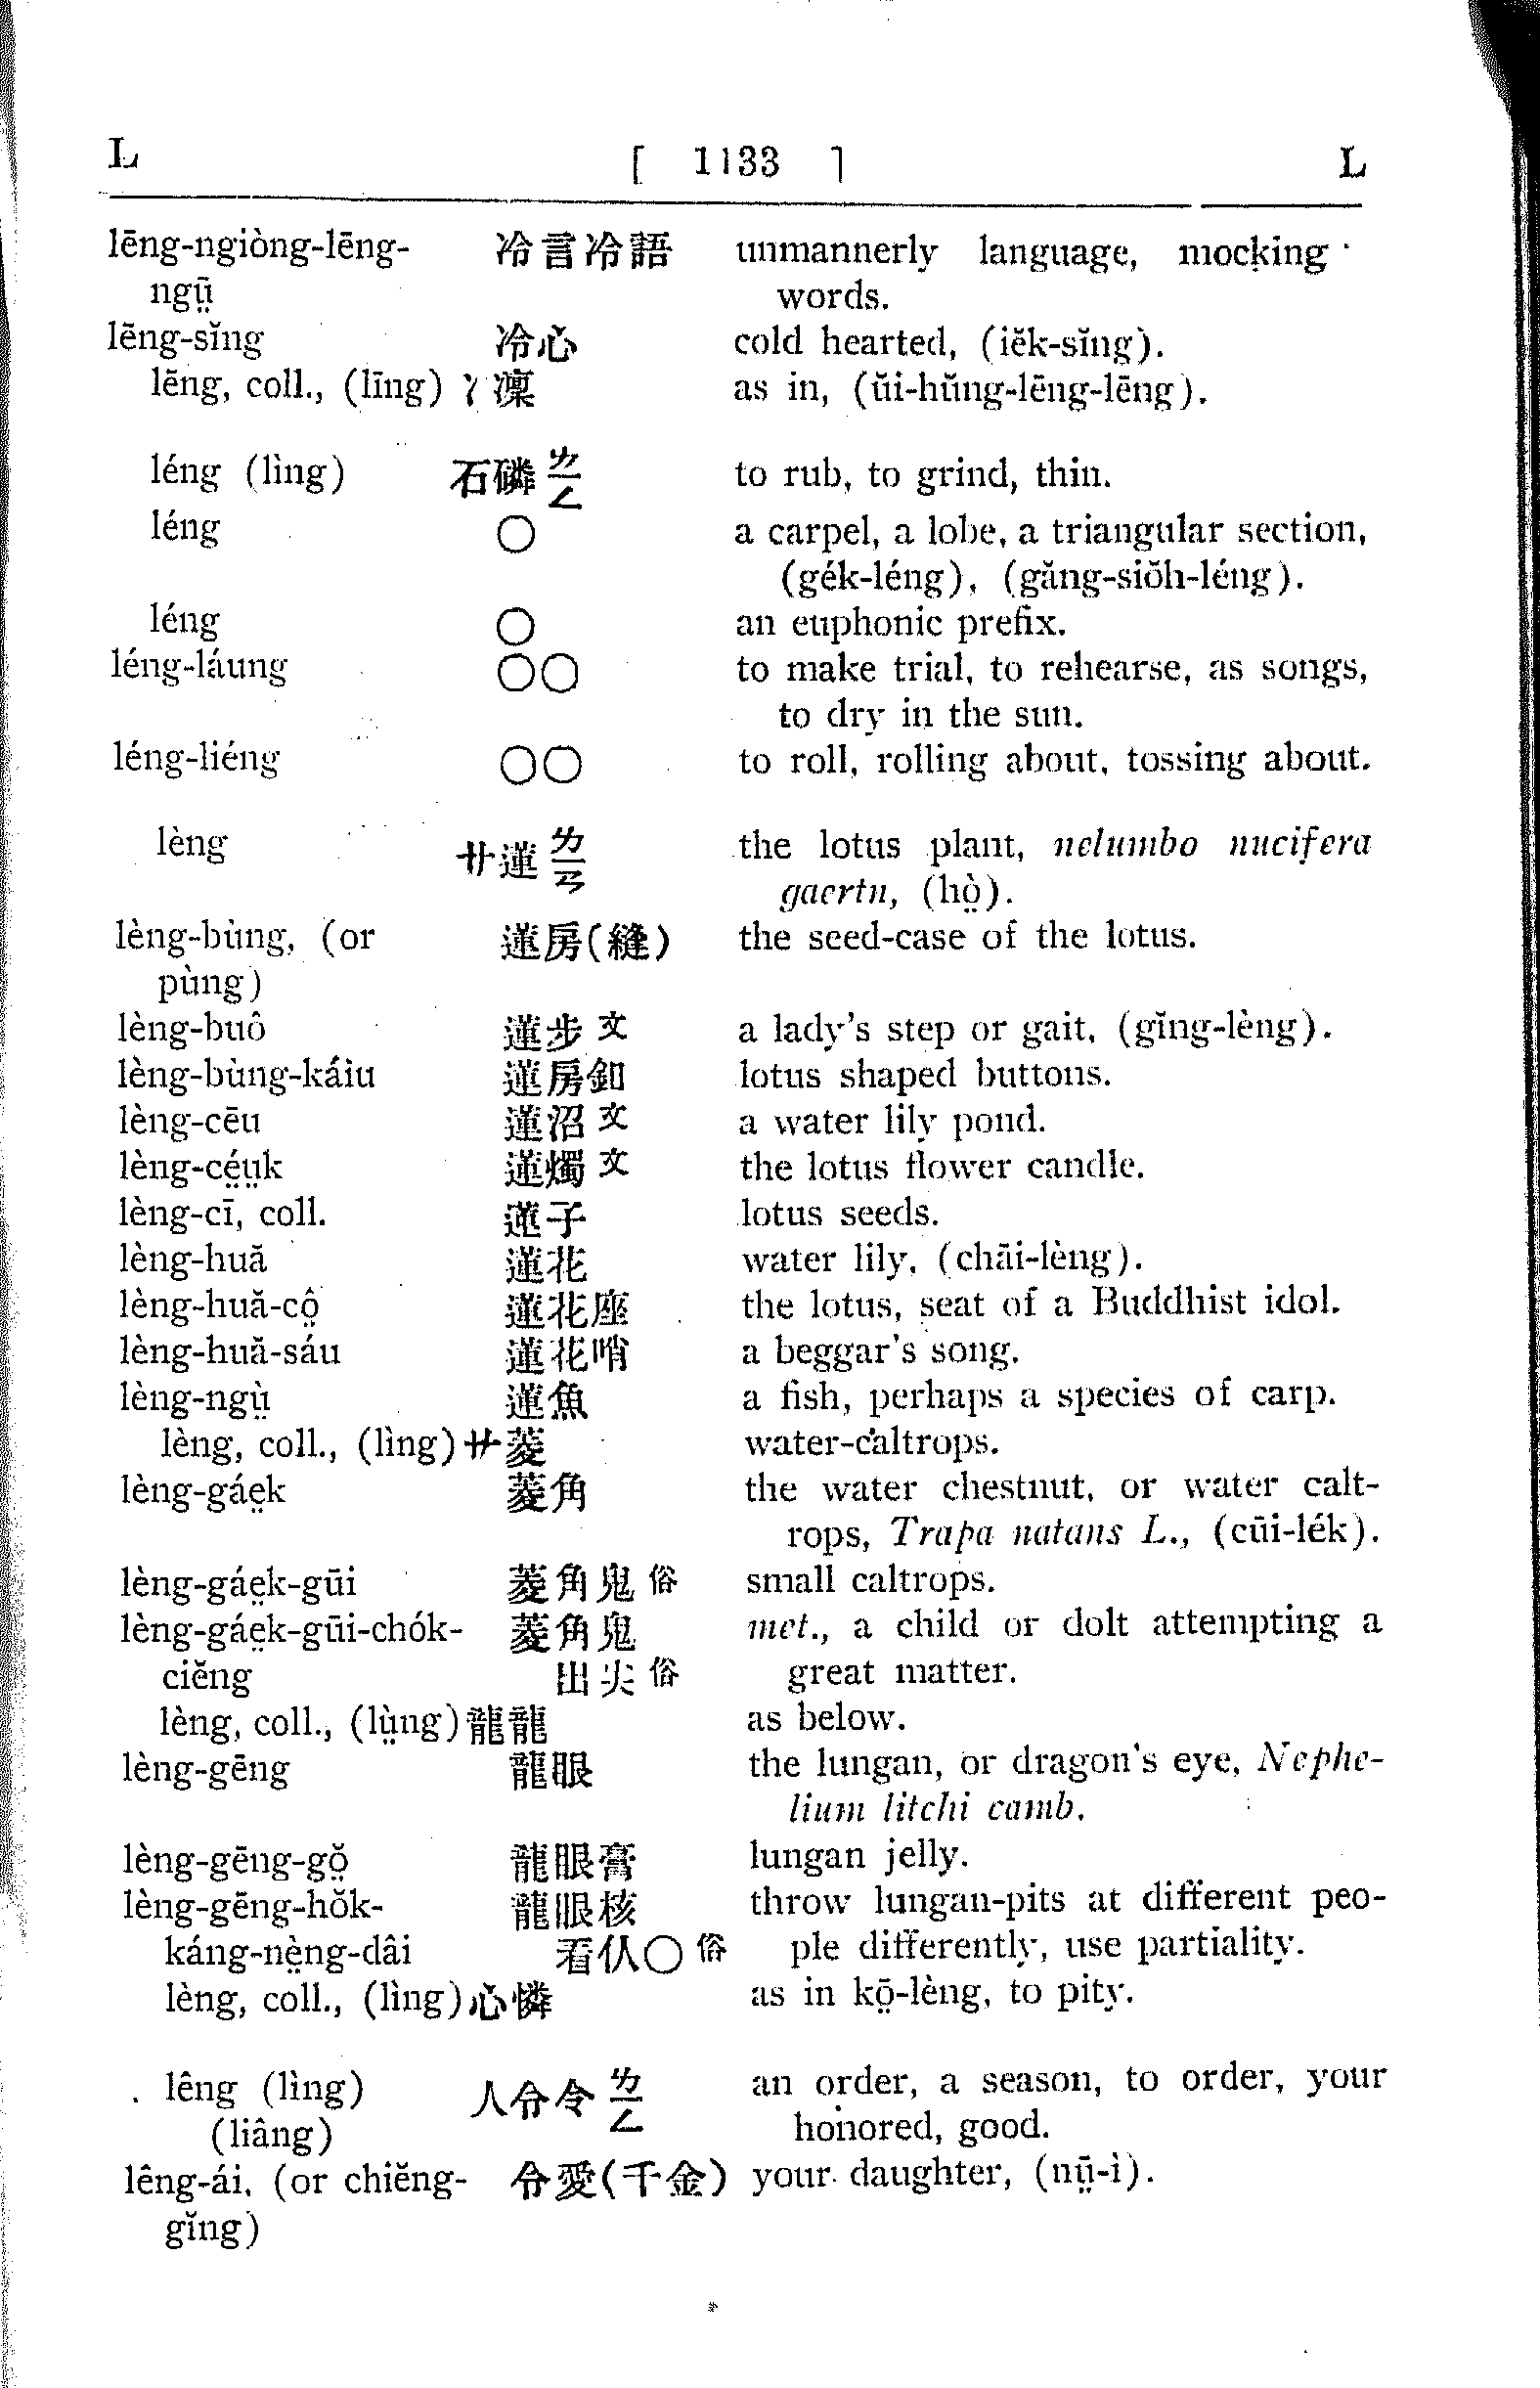 L [ 1133 ] L
lēng-ngiòng-lēng- 冷言冷語 unmannerly language, mocking
ngṳ̄ words.
lēng-sĭng 冷心 cold hearted, (iĕk-sĭng).
lēng, coll., (līng) 冫凜 as in, (ŭi-hŭng-lēng-lēng).
léng (lìng) 石磷 ㄌㄧㄥ to rub, to grind, thin.
léng ○ a carpel, a lobe, a triangular section,
(gék-léng), (găng-siŏh-léng).
léng ○ an euphonic prefix.
léng-láung ○○ to make trial, to rehearse, as songs,
to dry in the sun.
léng-liéng ○○ to roll, rolling about, tossing about.
lèng 艹蓮 ㄌㄧㄢ the lotus plant, nelumbo nucifera
gaertn, (hò̤).
lèng-bùng, (or 蓮房(縫) the seed-case of the lotus.
pùng)
lèng-buô 蓮步 文 a lady's step or gait, (gĭng-lèng).
lèng-bùng-káiu 蓮房釦 lotus shaped buttons.
lèng-cēu 蓮沼 文 a water lily pond.
lèng-cé̤ṳk 蓮燭 文 the lotus flower candle.
lèng-cī, coll. 蓮子 lotus seeds.
lèng-huă 蓮花 water lily, (chāi-lèng).
lèng-huă-cô̤ 蓮花座 the lotus, seat of a Buddhist idol.
lèng-huă-sáu 蓮花哨 a beggar's song.
lèng-ngṳ̀ 蓮魚 a fish, perhaps a species of carp.
lèng, coll., (lìng) 艹菱 water-caltrops.
lèng-gáe̤k 菱角 the water chestnut, or water calt-
rops, Trapa natans L., (cūi-lék).
lèng-gáe̤k-gūi 菱角鬼 俗 small caltrops.
lèng-gáe̤k-gūi-chók- 菱角鬼 met., a child or dolt attempting a
ciĕng 出尖 俗 great matter.
lèng, coll., (lṳ̀ng) 龍龍 as below.
lèng-gēng 龍眼 the lungan, or dragon's eye, Nephe-
lium litchi camb.
lèng-gēng-gŏ̤ 龍眼膏 lungan jelly.
lèng-gēng-hŏk- 龍眼核 throw lungan-pits at different peo-
káng-nè̤ng-dâi 看仈○ 俗 ple differently, use partiality.
lèng, coll., (lìng) 心憐 as in kō̤-lèng, to pity.
lêng (lìng) 人令令 ㄌㄧㄥ an order, a season, to order, your
(liâng) honored, good.
lêng-ái, (or chiĕng- 令愛(千金) your daughter, (nṳ̄-ì).
gĭng)